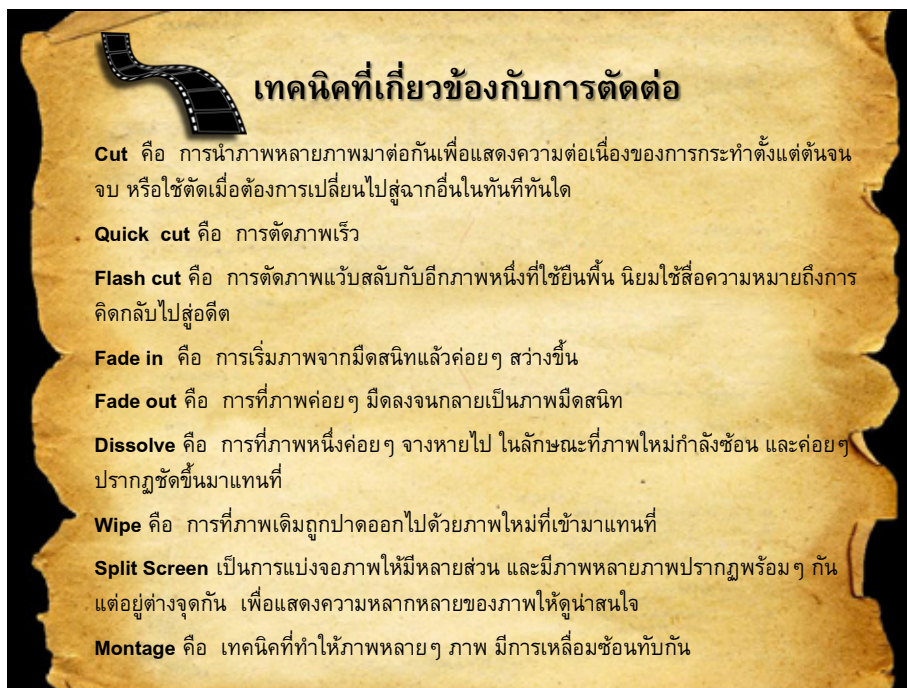 เทคนิคที่เกี่ยวข้องกับการตัดต่อ
Cut คือ การนำภาพหลายภาพมาต่อกันเพื่อแสดงความต่อเนื่องของการกระทำตั้งแต่ต้นจน
จบ หรือใช้ตัดเมื่อต้องการเปลี่ยนไปสู่ฉากอื่นในทันทีทันใด
Quick cut คือ การตัดภาพเร็ว
Flash cut คือ การตัดภาพแว้บสลับกับอีกภาพหนึ่งที่ใช้ยืนพื้น นิยมใช้สื่อความหมายถึงการ
คิดกลับไปสู่อดีต
Fade in คือ การเริ่มภาพจากมืดสนิทแล้วค่อยๆ สว่างขึ้น
Fade out คือ การที่ภาพค่อยๆ มืดลงจนกลายเป็นภาพมืดสนิท
Dissolve คือ การที่ภาพหนึ่งค่อยๆ จางหายไป ในลักษณะที่ภาพใหม่กำลังซ้อน และค่อยๆ
ปรากฏชัดขึ้นมาแทนที่
Wipe คือ การที่ภาพเดิมถูกปาดออกไปด้วยภาพใหม่ที่เข้ามาแทนที่
Split Screen เป็นการแบ่งจอภาพให้มีหลายส่วน และมีภาพหลายภาพปรากฏพร้อมๆ กัน
แต่อยู่ต่างจุดกัน เพื่อแสดงความหลากหลายของภาพให้ดูน่าสนใจ
Montage คือ เทคนิคที่ทำให้ภาพหลายๆ ภาพ มีการเหลื่อมซ้อนทับกัน